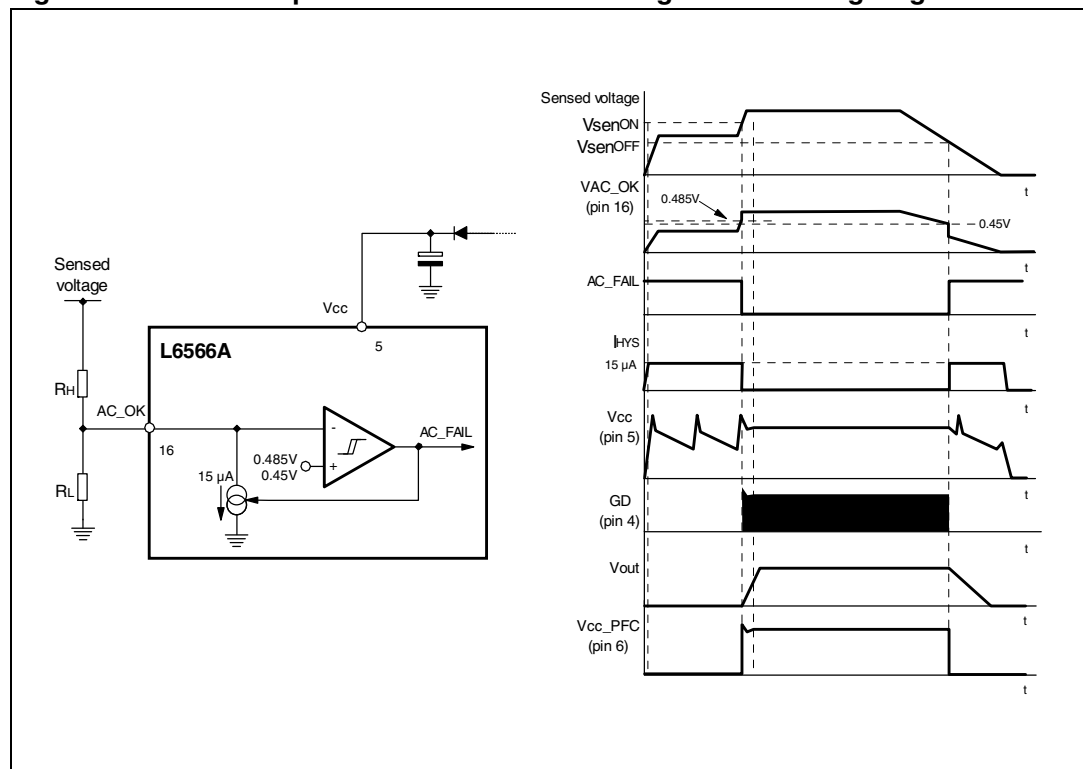 Sensed
voltage
RH
RL
AC_OK
16
L6566A
Vcc
5
15 µA
0.485V
0.45V
-
+
AC_FAIL
Sensed voltage
VsenON
VsenOFF
t
VAC_OK
(pin 16)
0.485V
0.45V
t
AC_FAIL
t
IHYS
15 µA
t
Vcc
(pin 5)
t
GD
(pin 4)
t
Vout
t
Vcc_PFC
(pin 6)
t